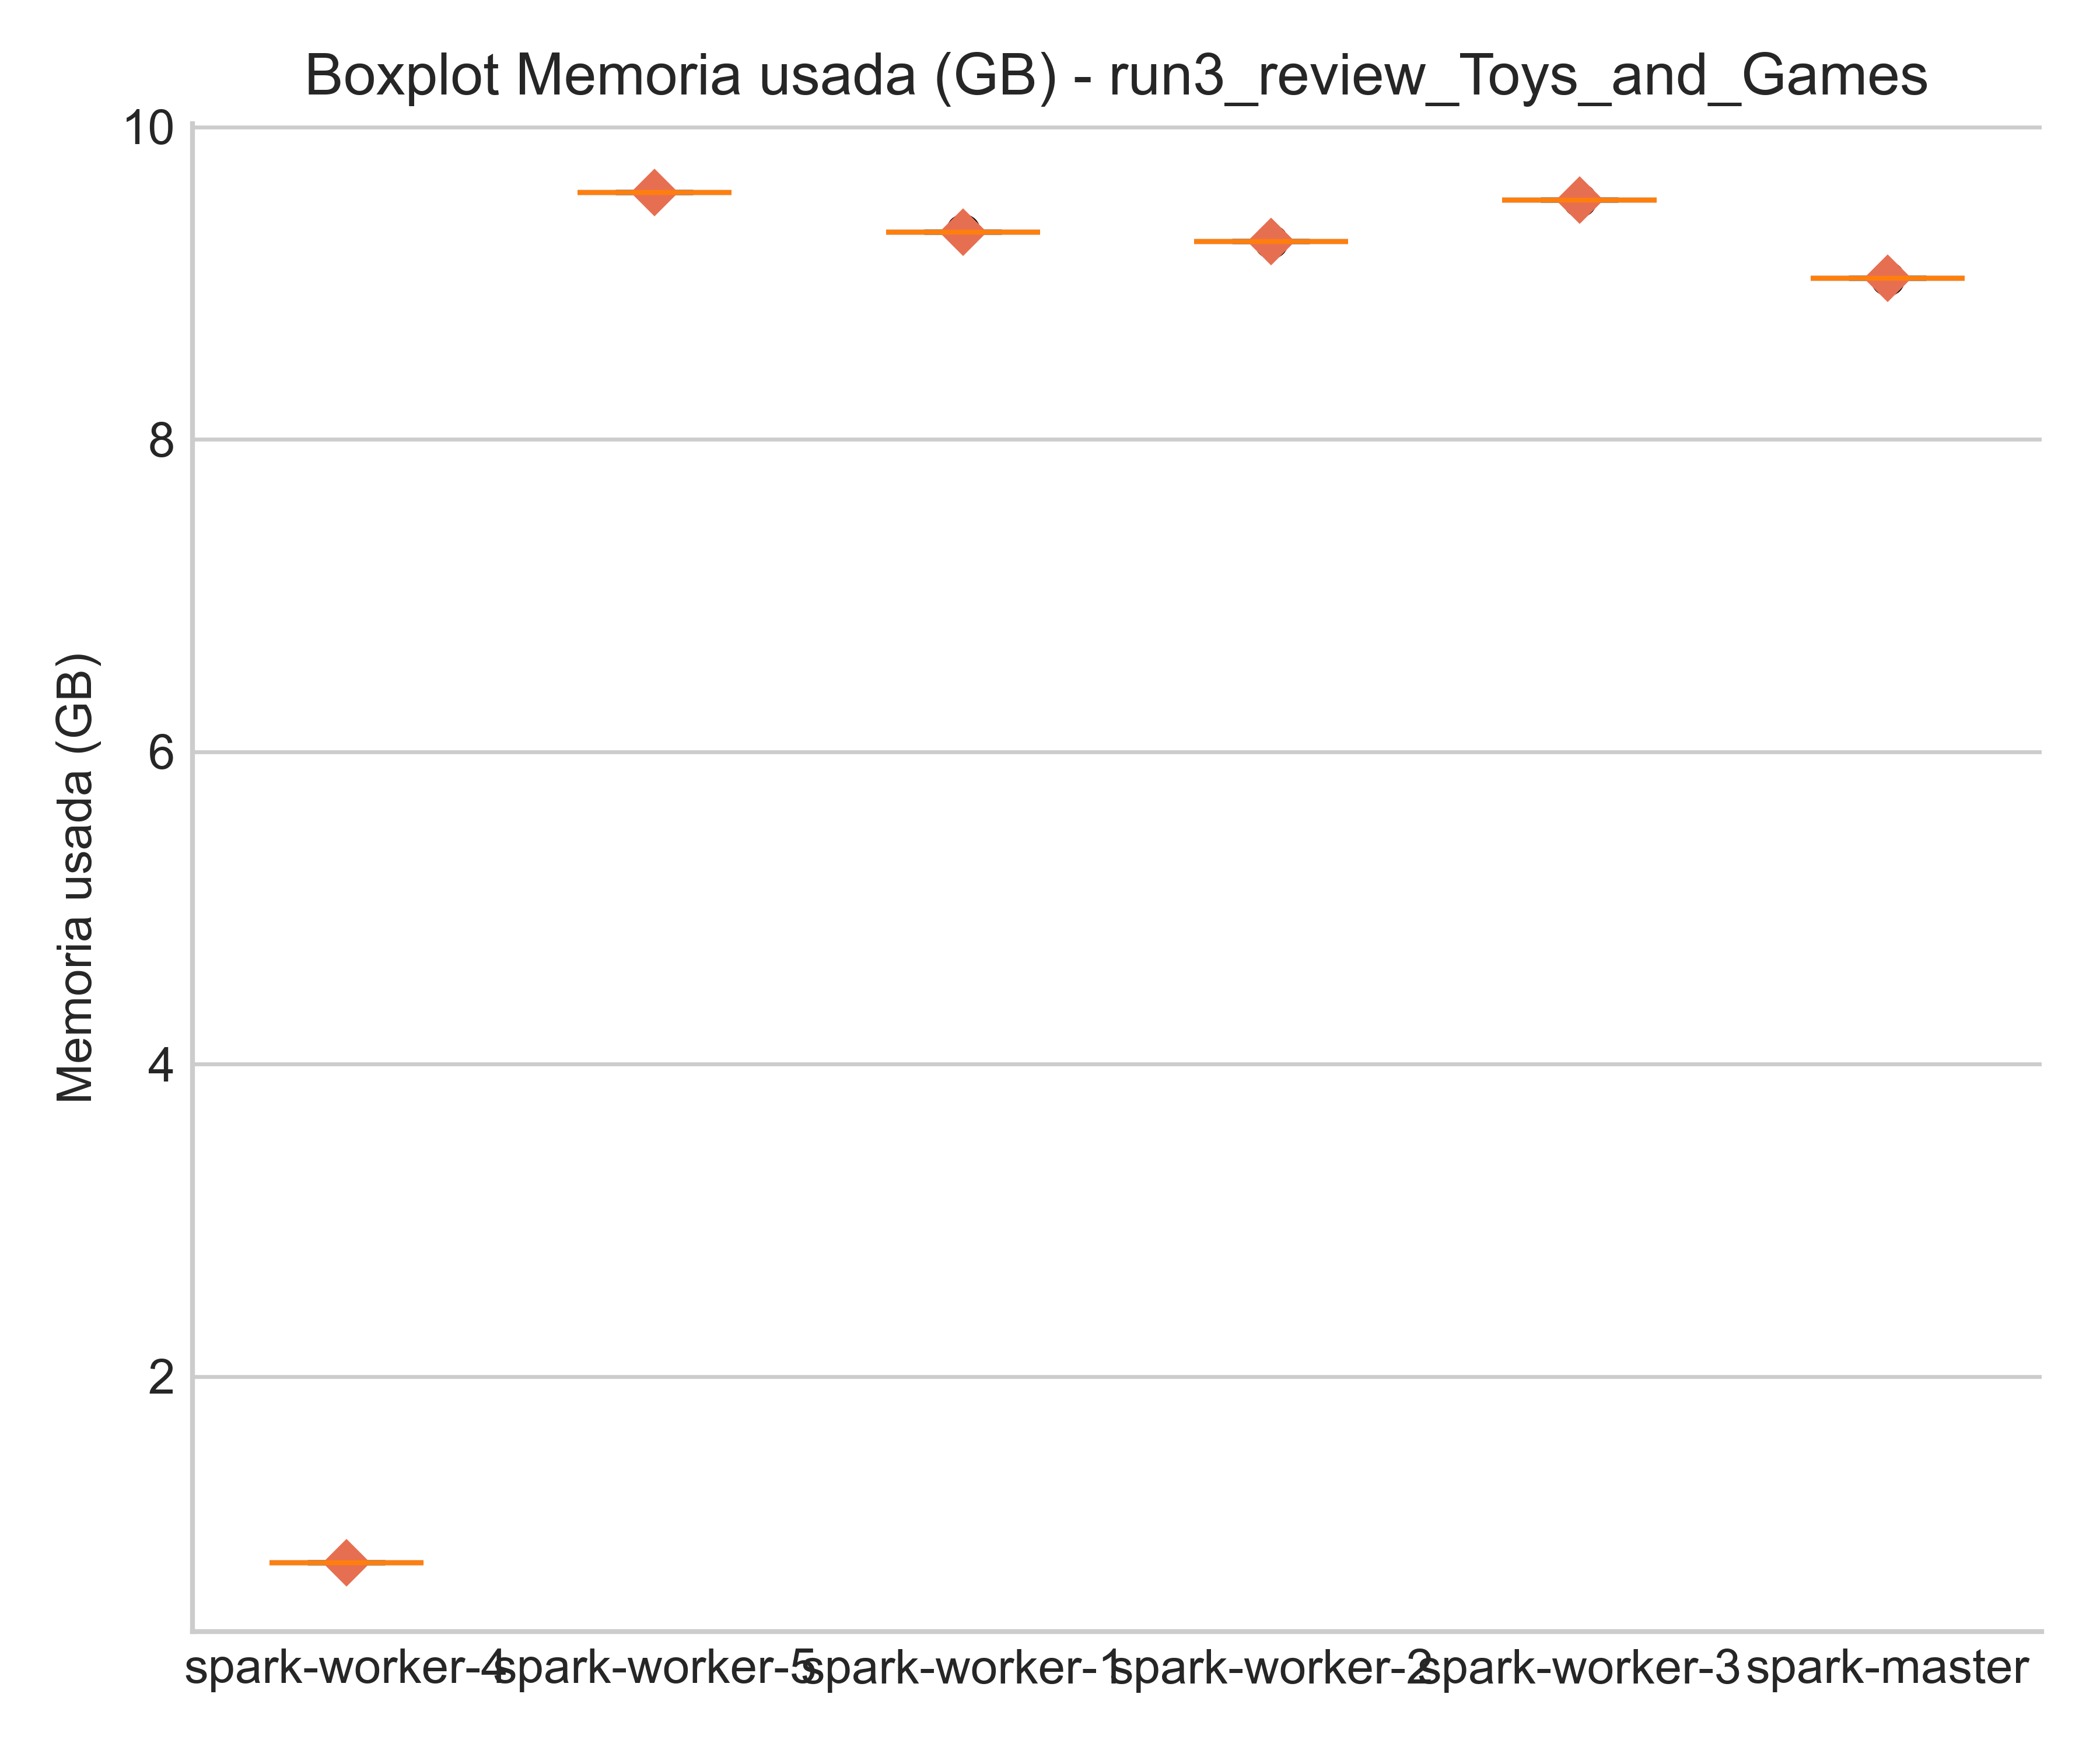 Boxplot Memoria usada (GB) - run3_review_Toys_and_Games
Memoria usada (GB)
10
8
6
4
2
spark-worker-4 spark-worker-5 spark-worker-1 spark-worker-2 spark-worker-3 spark-master